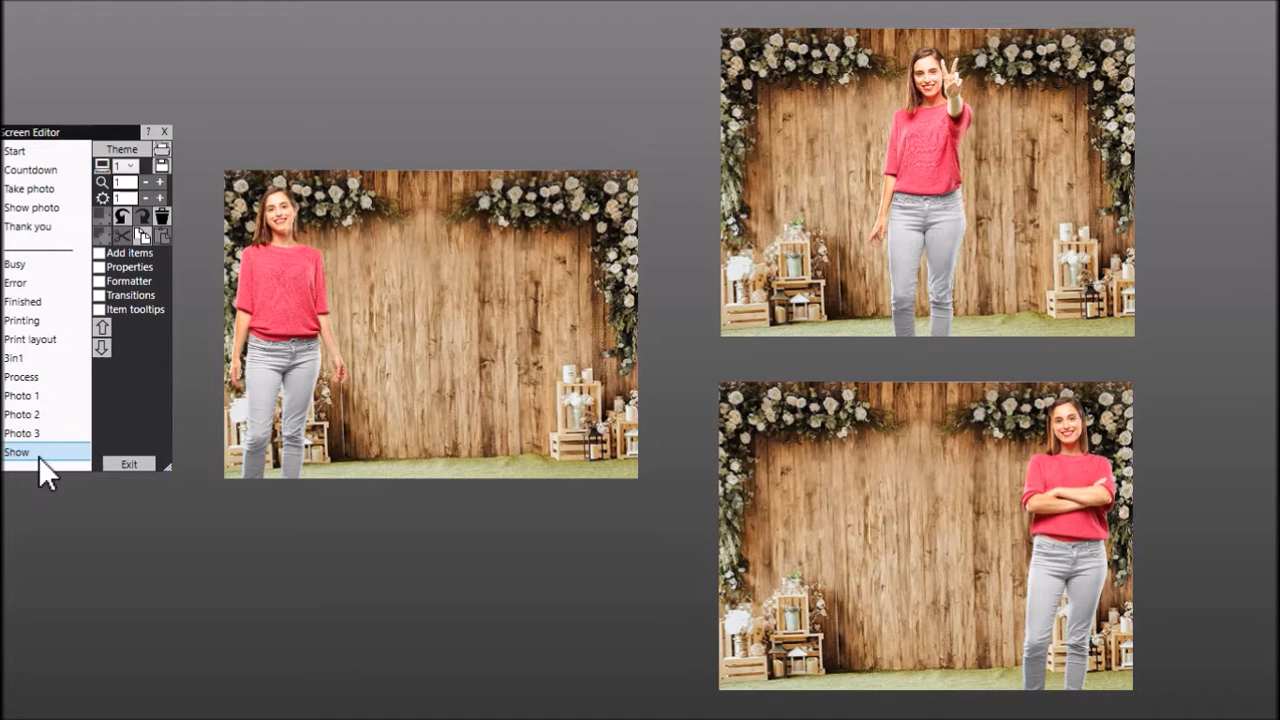 Screen Editor ? X
Start
Countdown
Take photo
Show photo
Thank you
Busy
Error
Finished
Printing
Print layout
3in1
Process
Photo 1
Photo 2
Photo 3
Show
Theme
1
1 - +
1 - +
Add items
Properties
Formatter
Transitions
Item tooltips
Exit